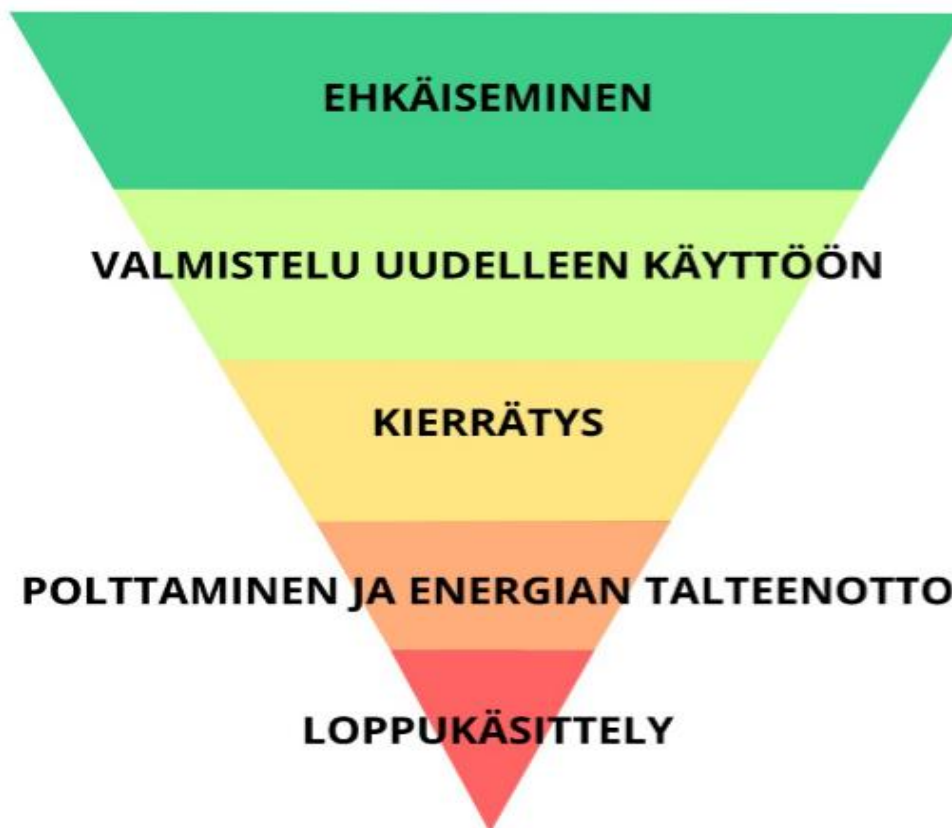 EHKÄISEMINEN
VALMISTELU UUDELLEEN KÄYTTÖÖN
KIERRÄTYS
POLTTAMINEN JA ENERGIAN TALTEENOTTO
LOPPUKÄSITTELY